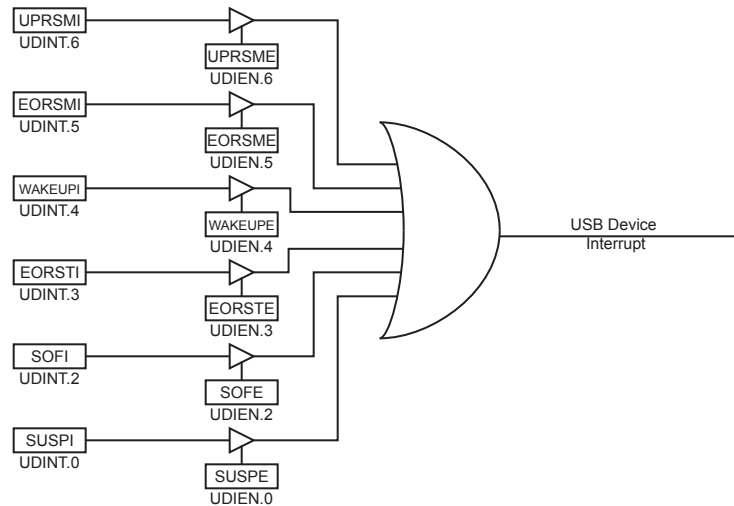 UPRSMI
UDINT.6
UPRSME
UDIEN.6
EORSMI
UDINT.5
EORSME
UDIEN.5
WAKEUPI
UDINT.4
WAKEUPE
UDIEN.4
EORSTI
UDINT.3
EORSTE
UDIEN.3
SOFI
UDINT.2
SOFE
UDIEN.2
SUSPI
UDINT.0
SUSPE
UDIEN.0
USB Device
Interrupt